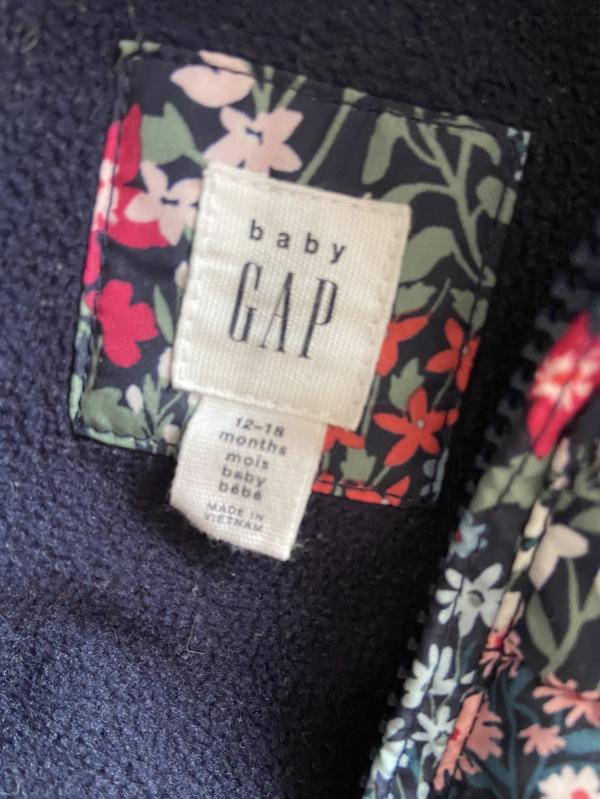 baby
GAP
12-18
months
mois
baby
bébé
MADE IN
VIETNAM